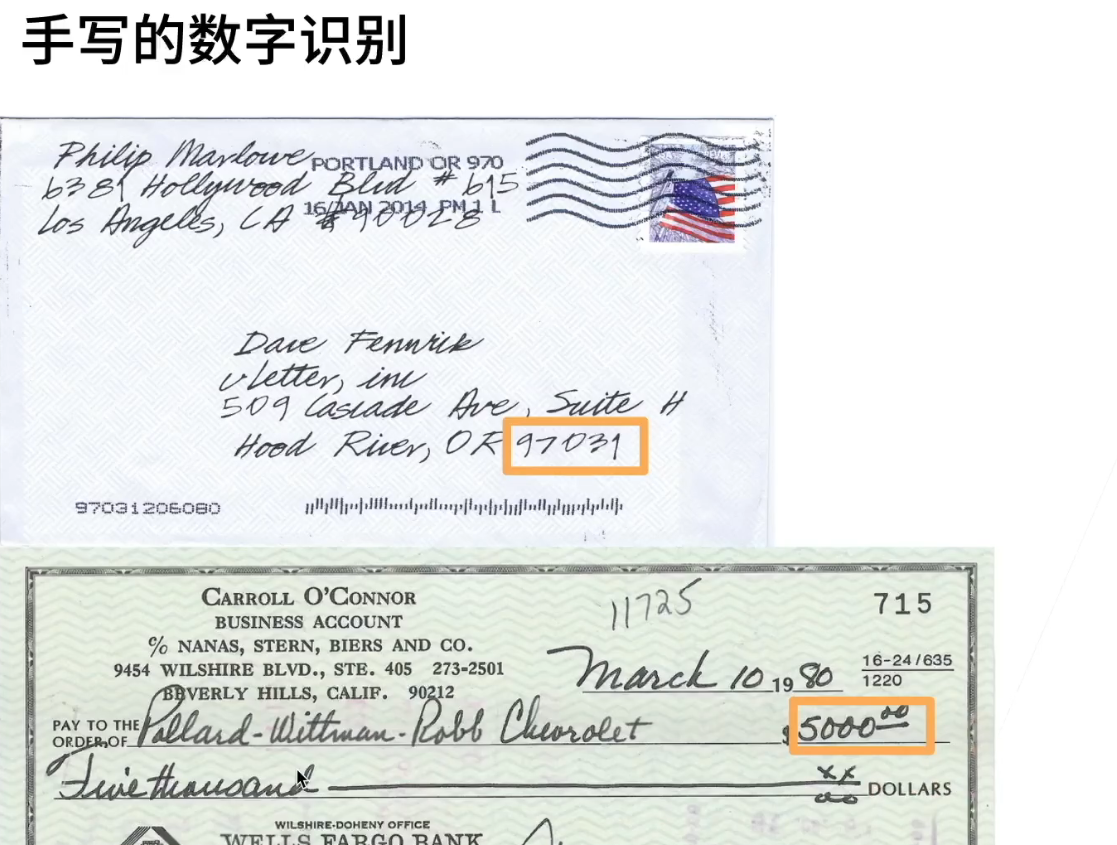 手写的数字识别
Philip Marlowe
PORTLAND OR 970
6381 Hollywood Blvd # 615
16 JAN 2014 PM 1 L
Los Angeles, CA # 90028
Dave Fennwick
vLetter, inc
509 Cascade Ave, Suite H
Hood River, OR 97031
97031206080
CARROLL O'CONNOR
BUSINESS ACCOUNT
% NANAS, STERN, BIERS AND CO.
9454 WILSHIRE BLVD., STE. 405 273-2501
BEVERLY HILLS, CALIF. 90212
11725
715
March 10 19 80
16-24/635
1220
PAY TO THE
ORDER OF
Pollard-Wittman-Robb Chevrolet
$5000 00
Five thousand
xx
00
DOLLARS
WILSHIRE-DOHENY OFFICE
WELLS FARGO BANK